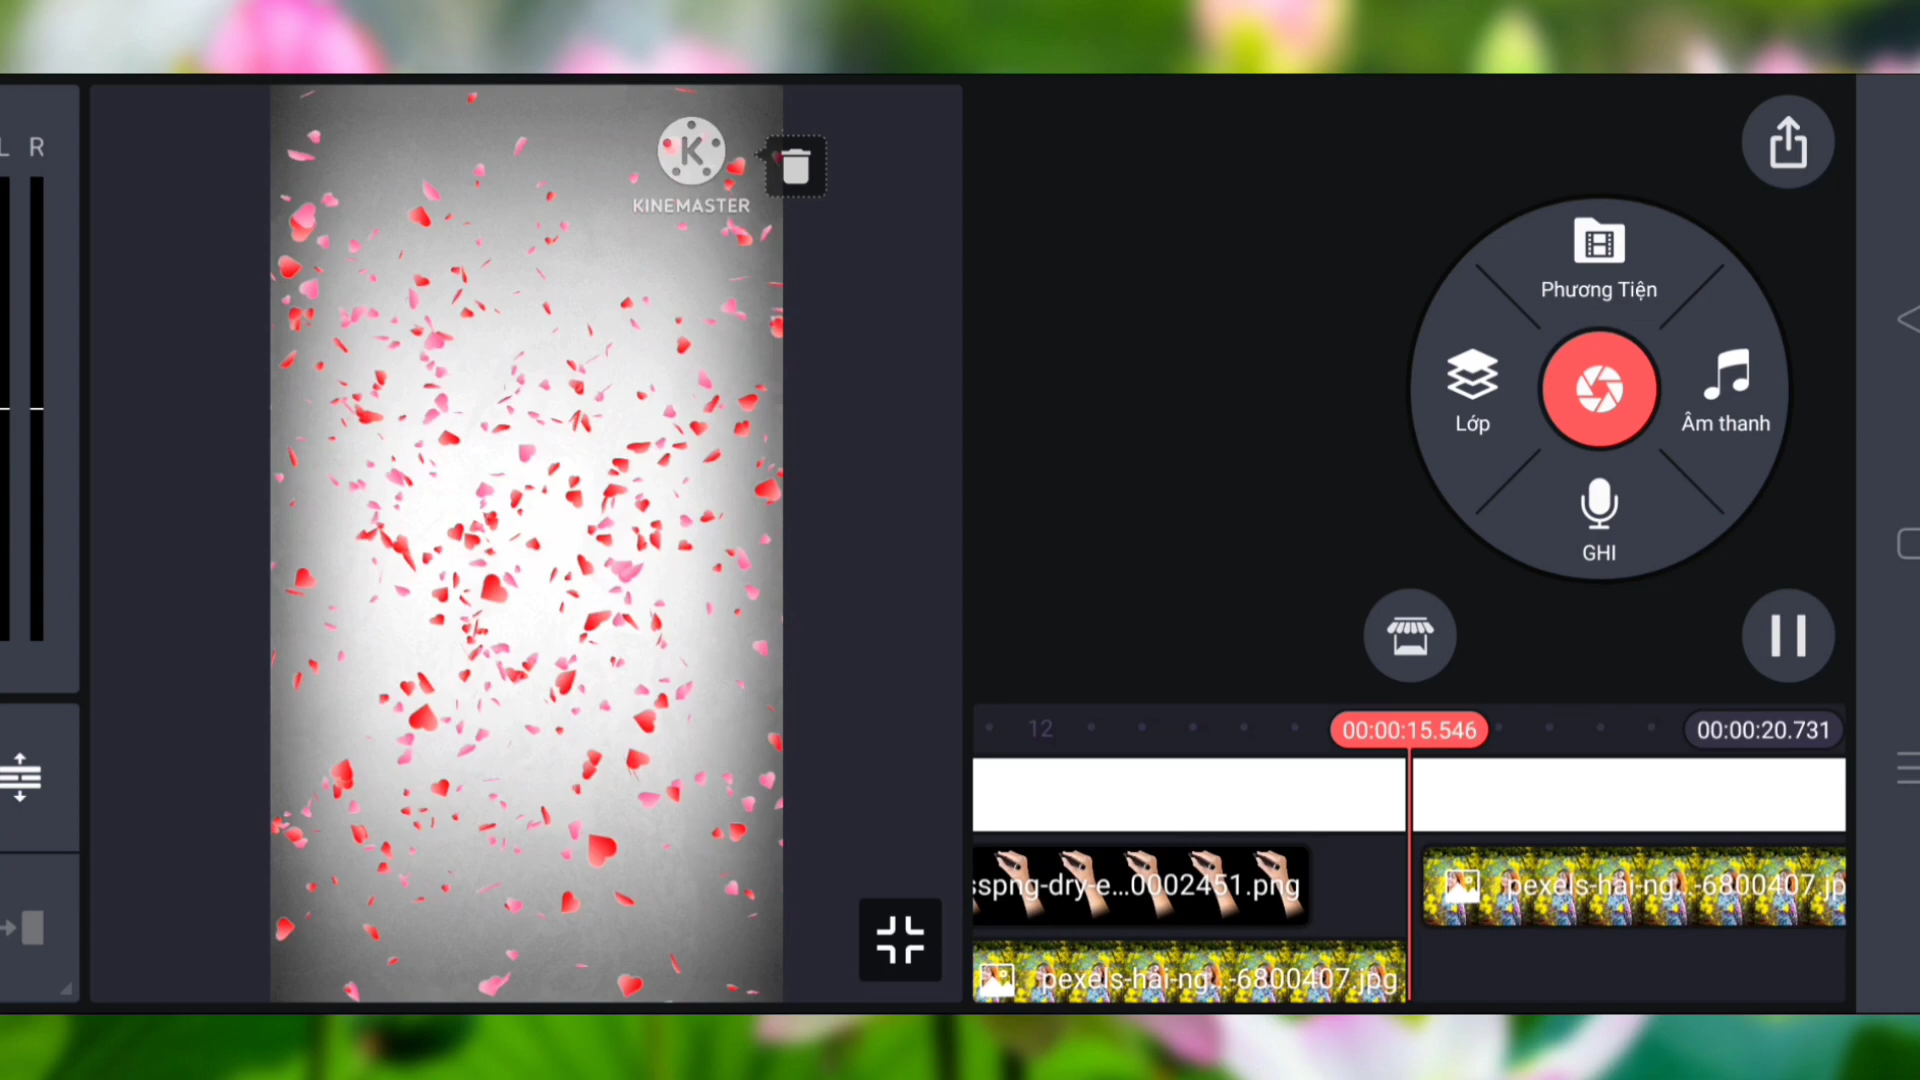 L R
K
KINEMASTER
Phương Tiện
Lớp
Âm thanh
GHI
12
00:00:15.546
00:00:20.731
spng-dry-e...0002451.png
pexels-hải-ng...-6800407.jp
pexels-hải-ng...-6800407.jpg